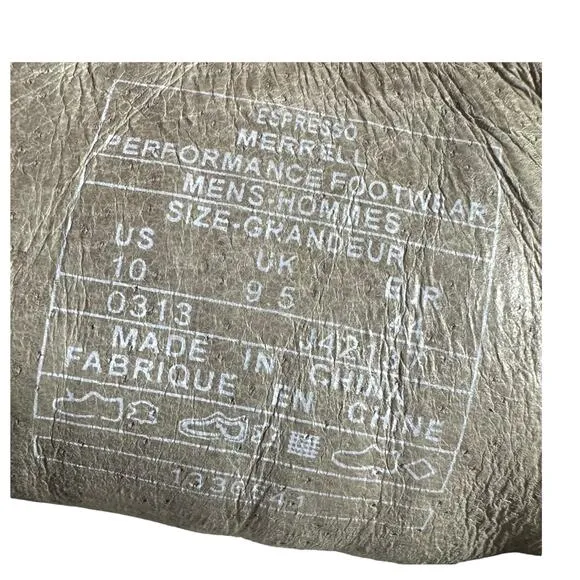 ESPRESSO
MERRELL
PERFORMANCE FOOTWEAR
MENS-HOMMES
SIZE-GRANDEUR
US UK EUR
10 9.5 44
0313
MADE IN CHINA
FABRIQUE EN CHINE